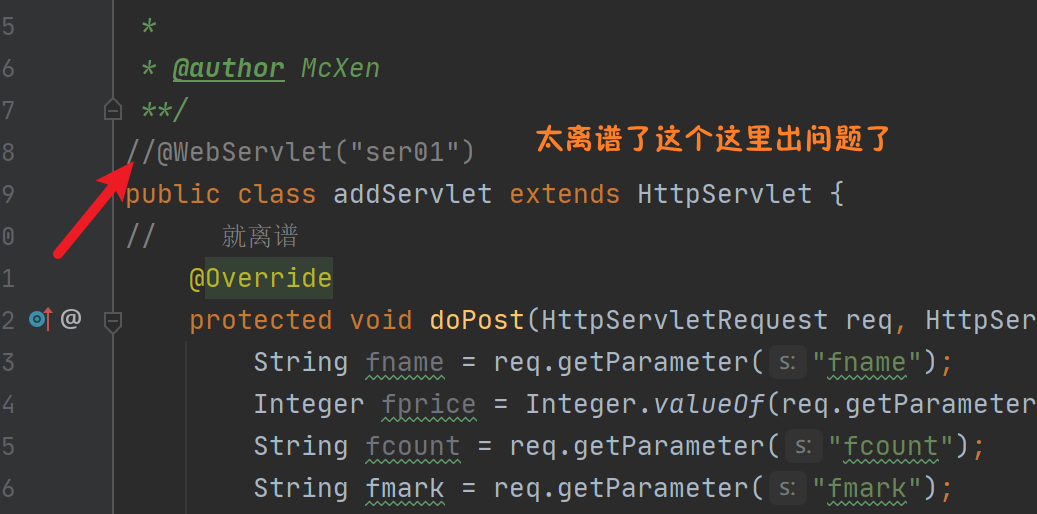 5 *
6 * @author McXen
7 **/
8 //@WebServlet("ser01") 太离谱了这个这里出问题了
9 public class addServlet extends HttpServlet {
0 // 就离谱
1 @Override
2 @ protected void doPost(HttpServletRequest req, HttpSer
3 String fname = req.getParameter( s: "fname");
4 Integer fprice = Integer.valueOf(req.getParameter
5 String fcount = req.getParameter( s: "fcount");
6 String fmark = req.getParameter( s: "fmark");